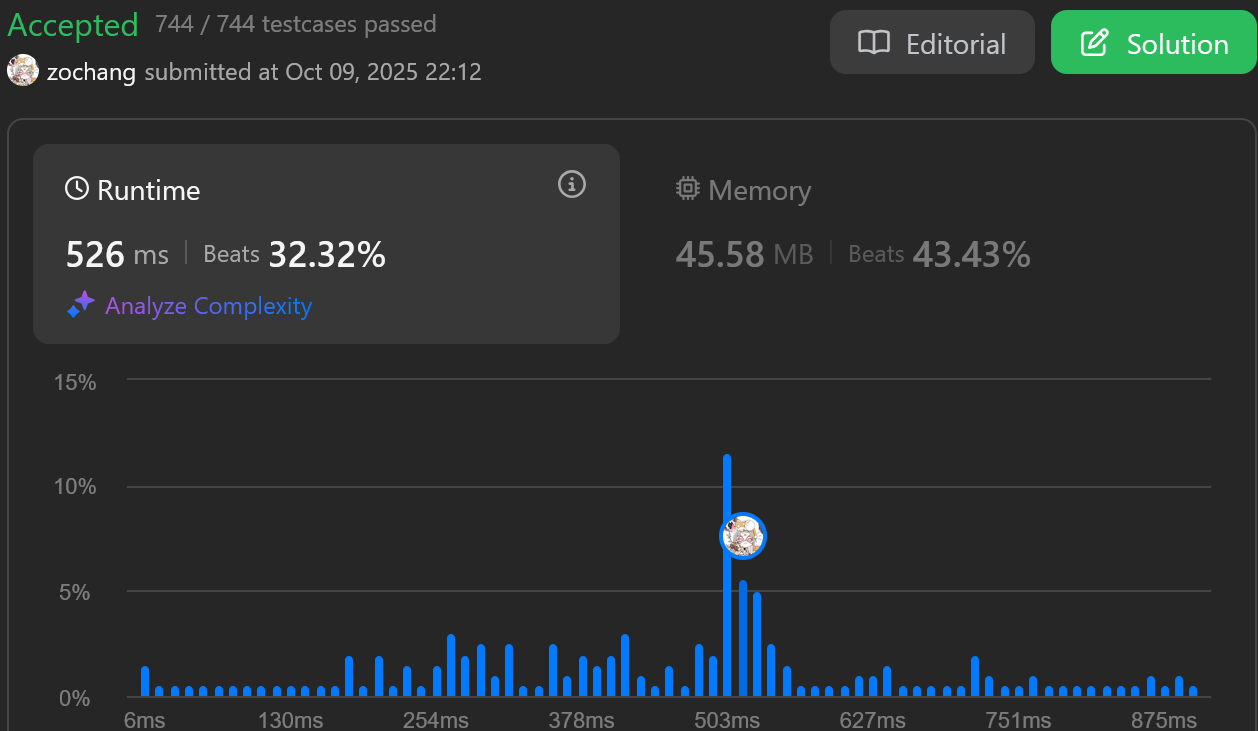 Accepted 744 / 744 testcases passed
Editorial
Solution
zochang submitted at Oct 09, 2025 22:12
Runtime
526 ms | Beats 32.32%
Analyze Complexity
Memory
45.58 MB | Beats 43.43%
15%
10%
5%
0%
6ms 130ms 254ms 378ms 503ms 627ms 751ms 875ms